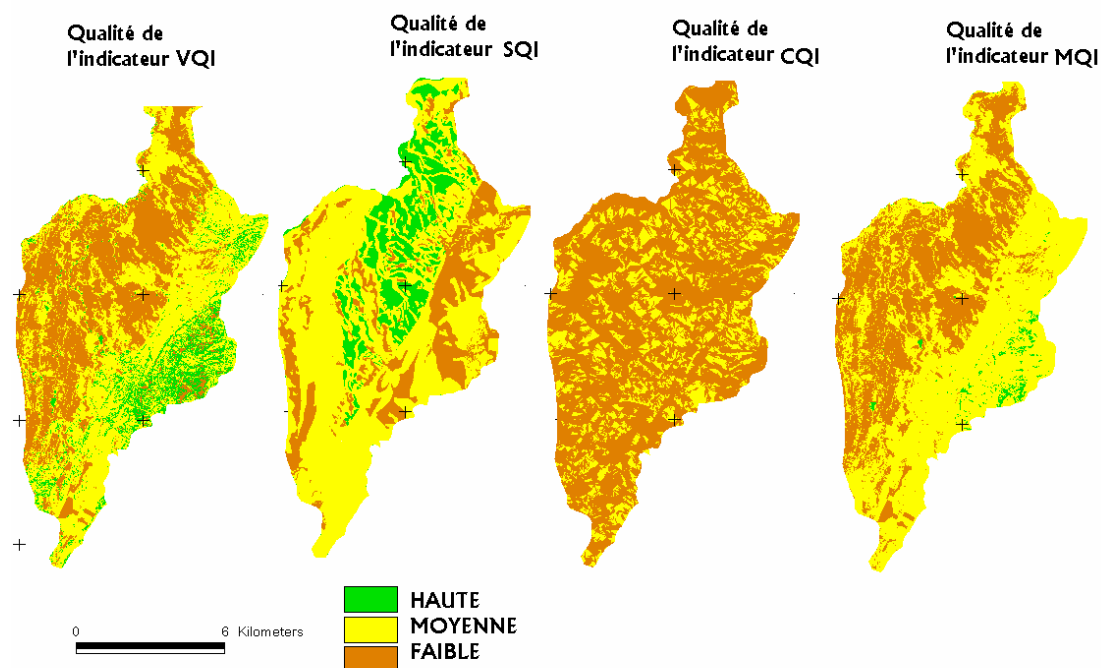 Qualité de
l'indicateur VQI
Qualité de
l'indicateur SQI
Qualité de
l'indicateur CQI
Qualité de
l'indicateur MQI
HAUTE
MOYENNE
FAIBLE
0 6 Kilometers